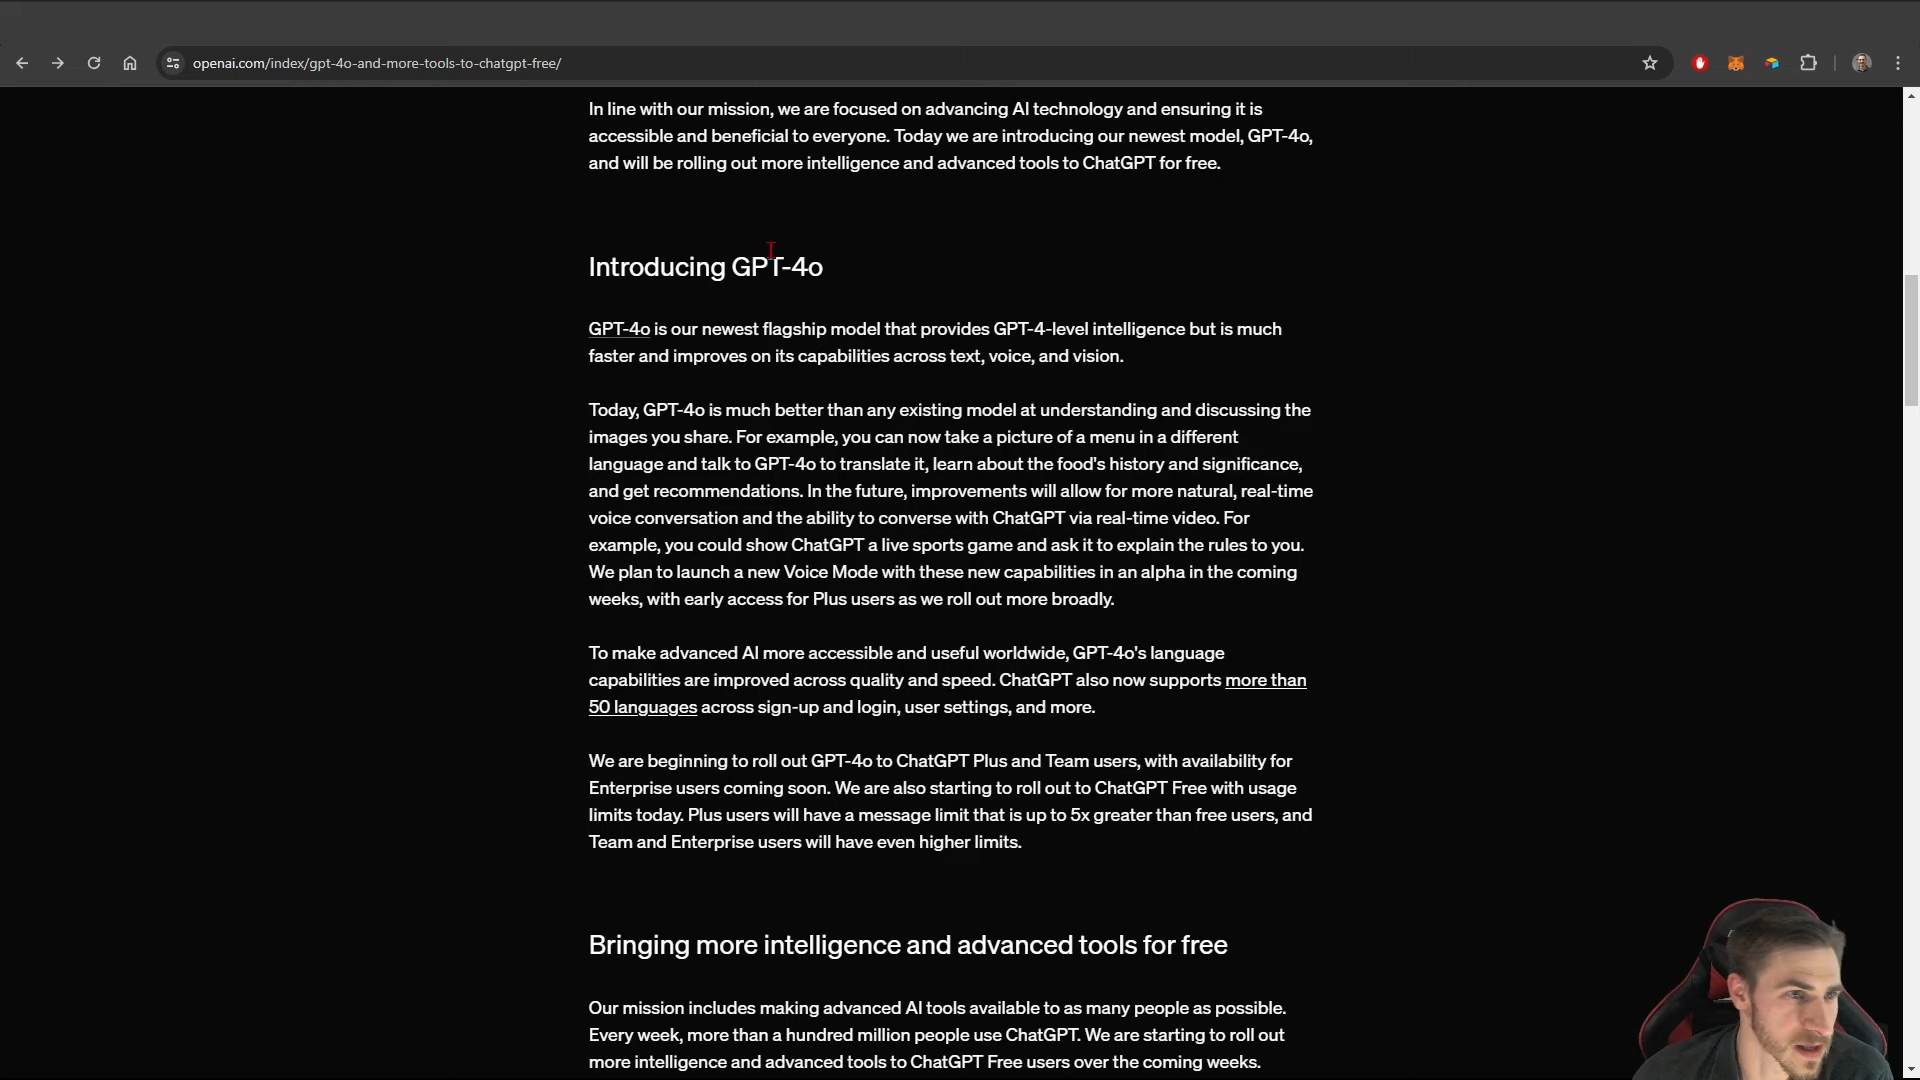 openai.com/index/gpt-4o-and-more-tools-to-chatgpt-free/
In line with our mission, we are focused on advancing AI technology and ensuring it is
accessible and beneficial to everyone. Today we are introducing our newest model, GPT-4o,
and will be rolling out more intelligence and advanced tools to ChatGPT for free.
Introducing GPT-4o
GPT-4o is our newest flagship model that provides GPT-4-level intelligence but is much
faster and improves on its capabilities across text, voice, and vision.
Today, GPT-4o is much better than any existing model at understanding and discussing the
images you share. For example, you can now take a picture of a menu in a different
language and talk to GPT-4o to translate it, learn about the food's history and significance,
and get recommendations. In the future, improvements will allow for more natural, real-time
voice conversation and the ability to converse with ChatGPT via real-time video. For
example, you could show ChatGPT a live sports game and ask it to explain the rules to you.
We plan to launch a new Voice Mode with these new capabilities in an alpha in the coming
weeks, with early access for Plus users as we roll out more broadly.
To make advanced AI more accessible and useful worldwide, GPT-4o's language
capabilities are improved across quality and speed. ChatGPT also now supports more than
50 languages across sign-up and login, user settings, and more.
We are beginning to roll out GPT-4o to ChatGPT Plus and Team users, with availability for
Enterprise users coming soon. We are also starting to roll out to ChatGPT Free with usage
limits today. Plus users will have a message limit that is up to 5x greater than free users, and
Team and Enterprise users will have even higher limits.
Bringing more intelligence and advanced tools for free
Our mission includes making advanced AI tools available to as many people as possible.
Every week, more than a hundred million people use ChatGPT. We are starting to roll out
more intelligence and advanced tools to ChatGPT Free users over the coming weeks.